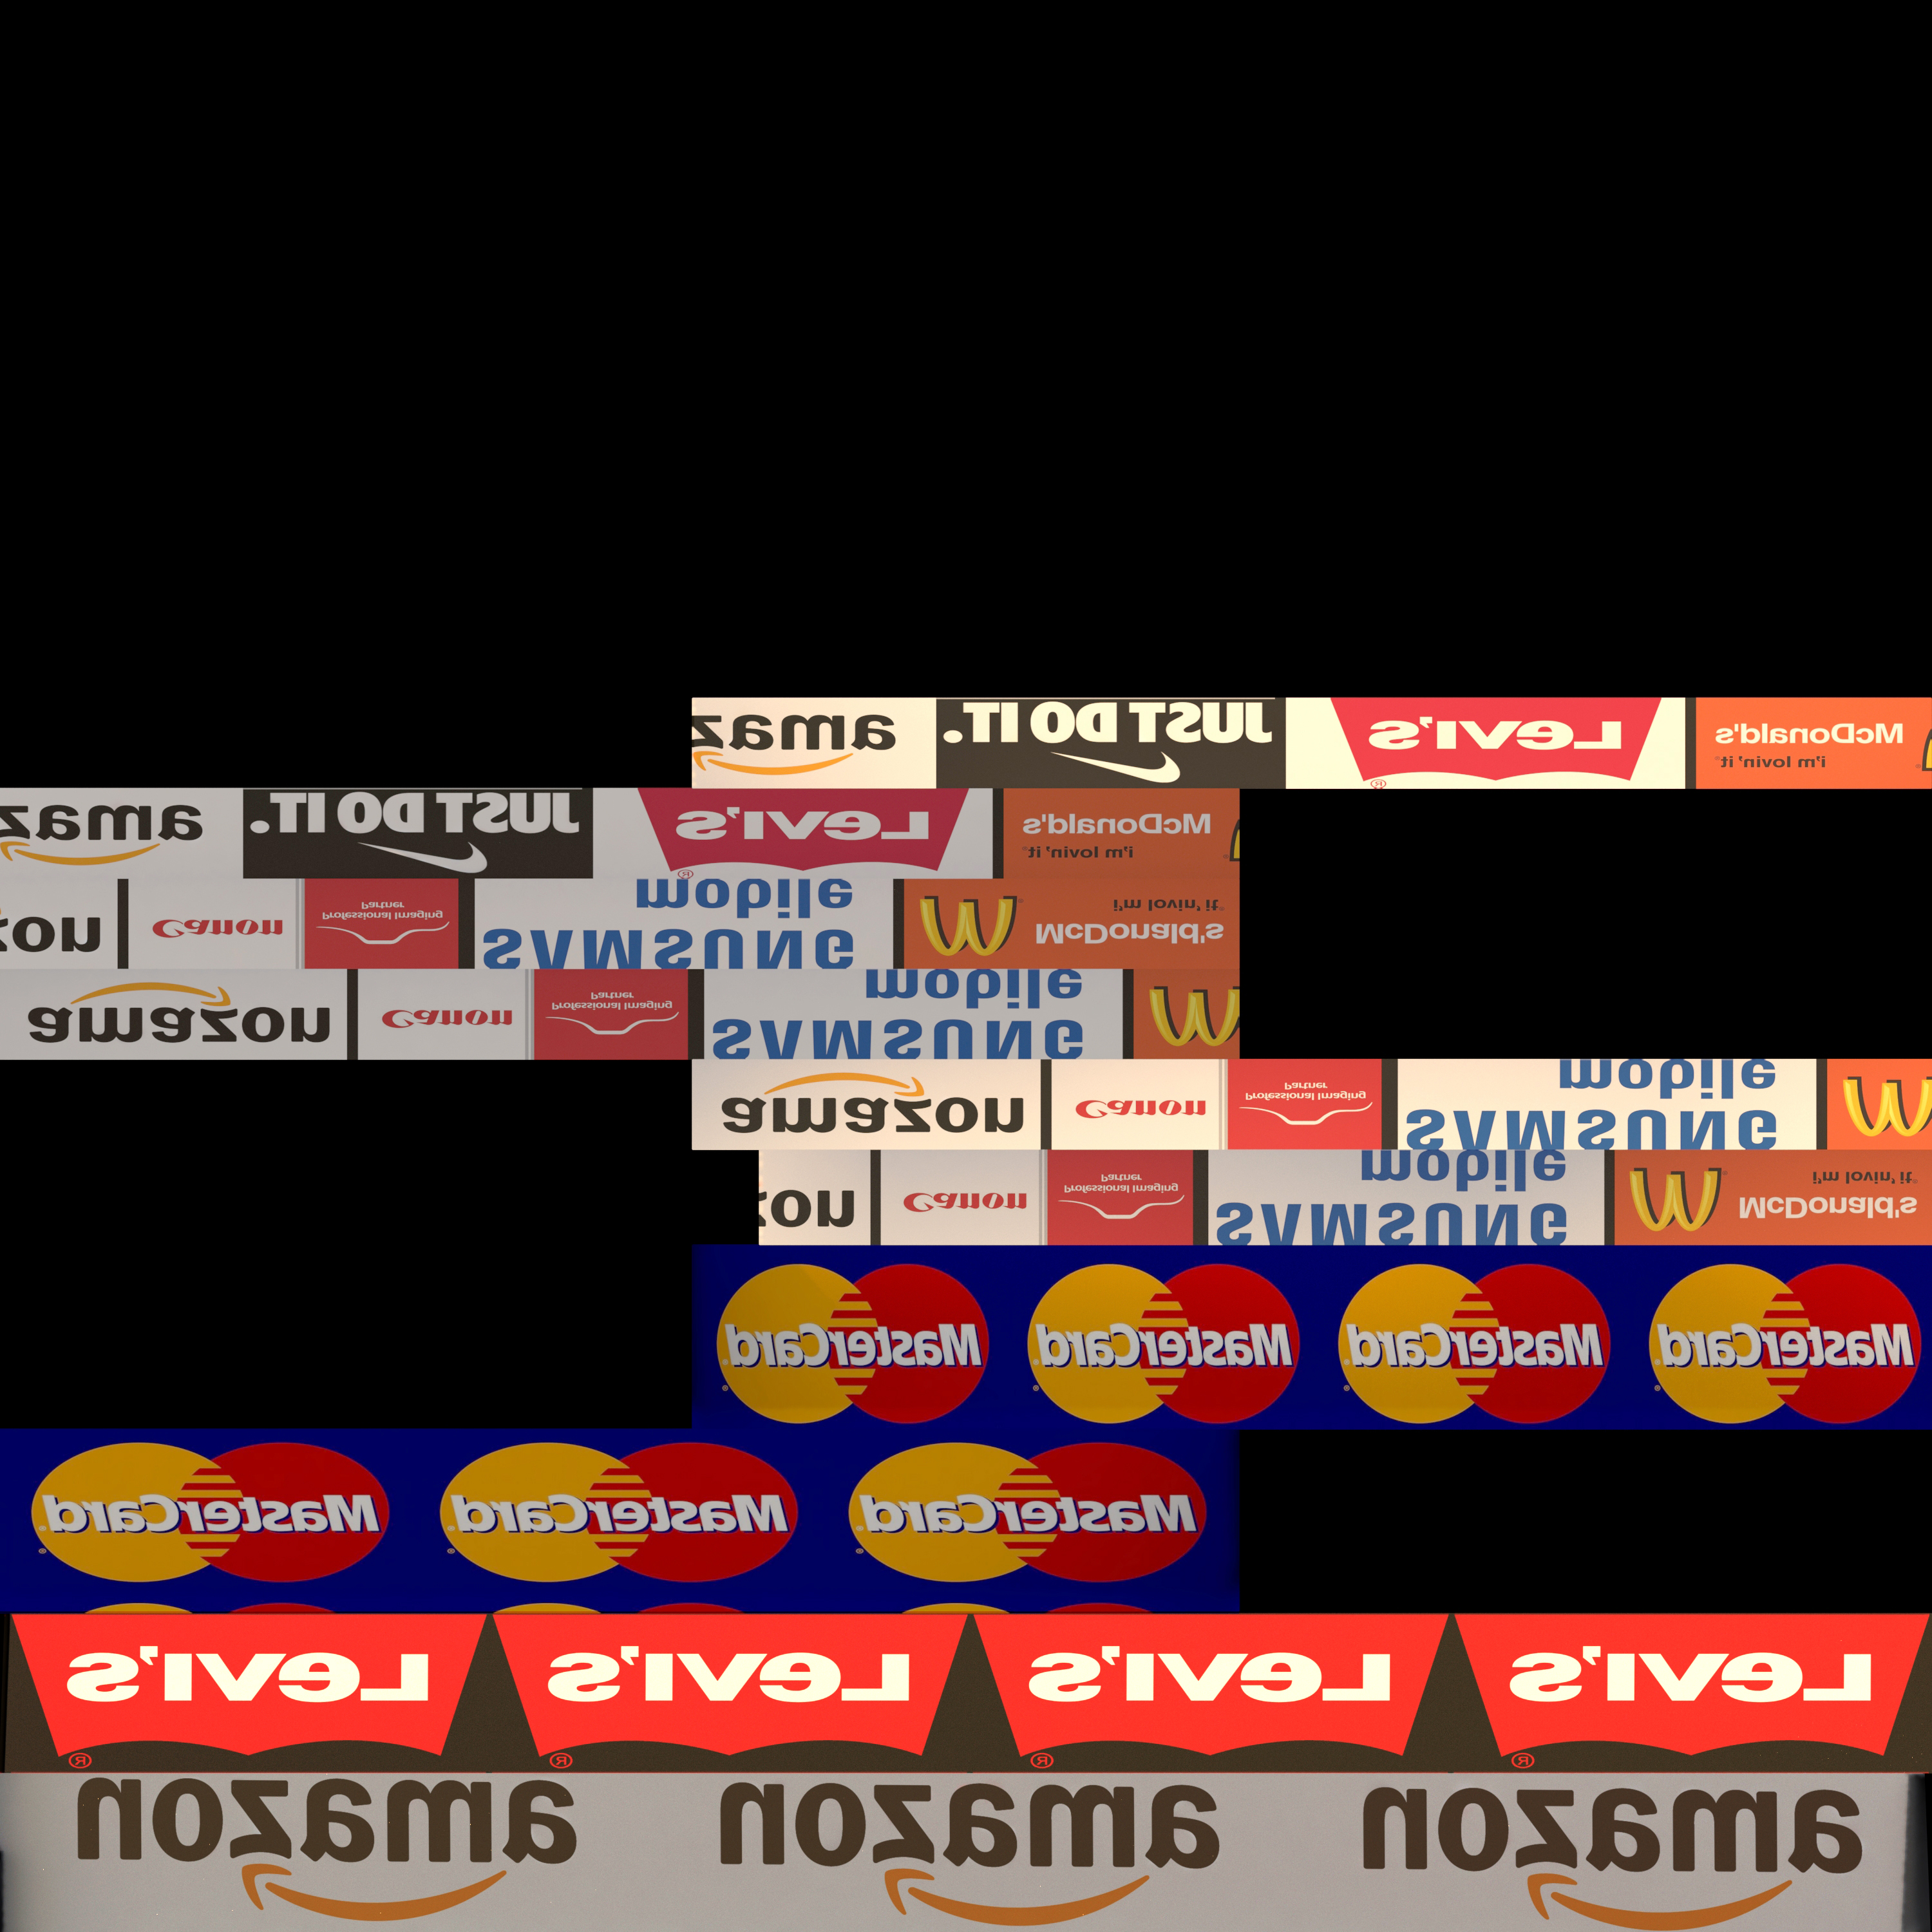 amaz JUST DO IT. LEVI'S ® McDonald's
i'm lovin' it
amaz JUST DO IT. LEVI'S ® McDonald's
i'm lovin' it
zon Canon Professional Imaging
Partner
SAMSUNG
mobile
McDonald's
i'm lovin' it
amazon Canon Professional Imaging
Partner
SAMSUNG
mobile
amazon Canon Professional Imaging
Partner
SAMSUNG
mobile
zon Canon Professional Imaging
Partner
SAMSUNG
mobile
McDonald's
i'm lovin' it
MasterCard MasterCard MasterCard MasterCard
MasterCard MasterCard MasterCard
LEVI'S ® LEVI'S ® LEVI'S ® LEVI'S ®
amazon amazon amazon